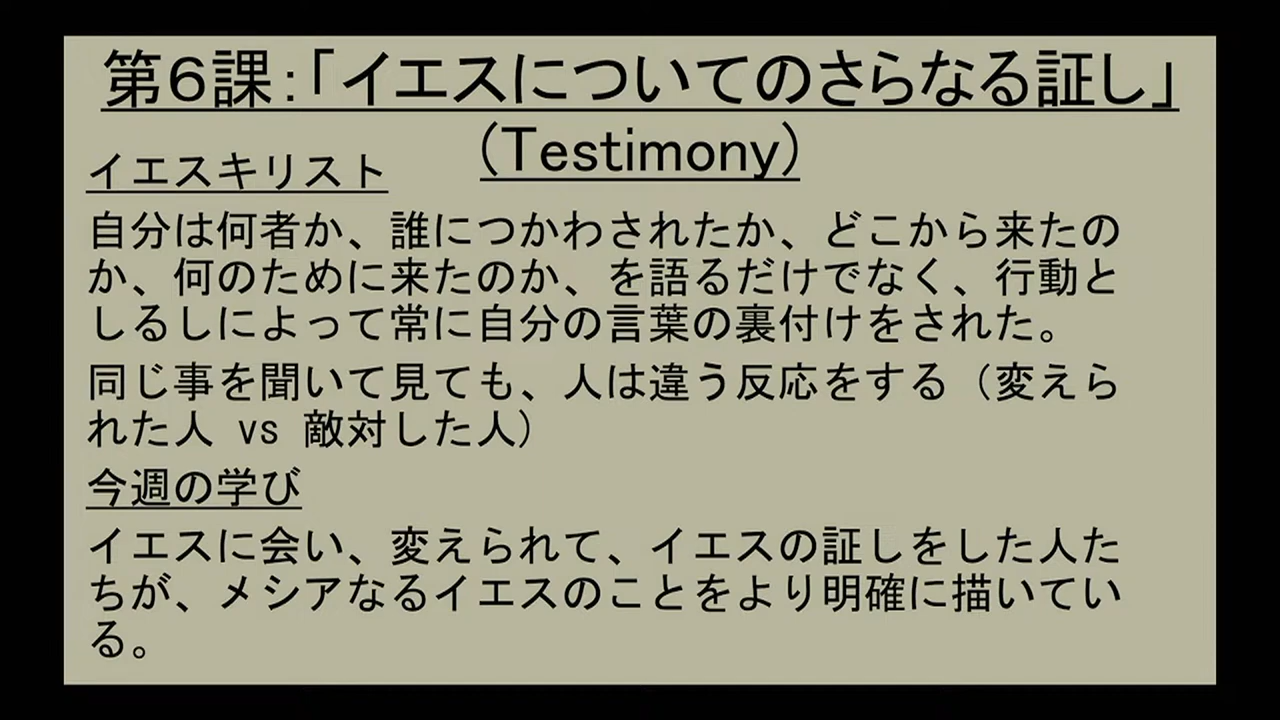 第６課：「イエスについてのさらなる証し」
（Testimony）
イエスキリスト
自分は何者か、誰につかわされたか、どこから来たの
か、何のために来たのか、を語るだけでなく、行動と
しるしによって常に自分の言葉の裏付けをされた。
同じ事を聞いて見ても、人は違う反応をする（変えら
れた人 vs 敵対した人）
今週の学び
イエスに会い、変えられて、イエスの証しをした人た
ちが、メシアなるイエスのことをより明確に描いてい
る。